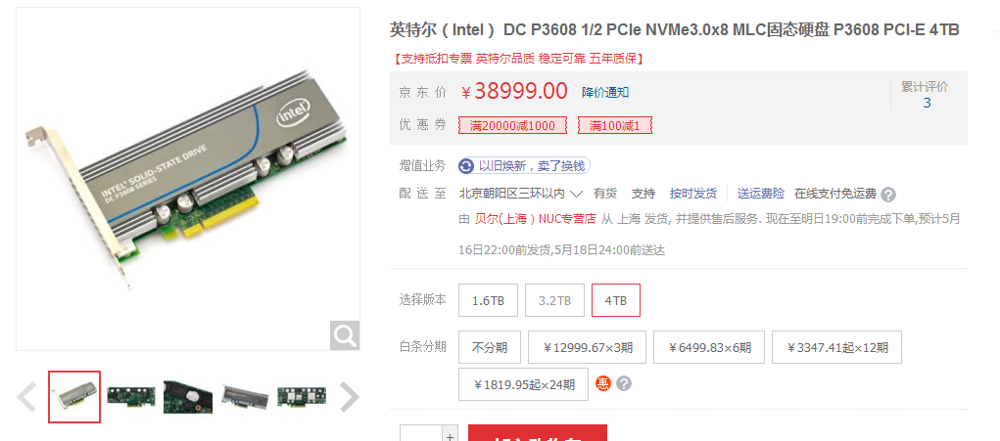 英特尔（Intel） DC P3608 1/2 PCIe NVMe3.0x8 MLC固态硬盘 P3608 PCI-E 4TB
【支持抵扣专票 英特尔品质 稳定可靠 五年质保】
京 东 价 ￥38999.00 降价通知 累计评价
3
优 惠 券 满20000减1000 满100减1
intel
INTEL® SOLID-STATE DRIVE
DC P3608 SERIES
增值业务 以旧焕新，卖了换钱
配 送 至 北京朝阳区三环以内 有货 支持 按时发货 送运费险 在线支付免运费 ?
由 贝尔(上海）NUC专营店 从 上海 发货, 并提供售后服务. 现在至明日19:00前完成下单,预计5月
16日22:00前发货,5月18日24:00前送达
选择版本 1.6TB 3.2TB 4TB
白条分期 不分期 ￥12999.67×3期 ￥6499.83×6期 ￥3347.41起×12期
￥1819.95起×24期 惠 ?
+